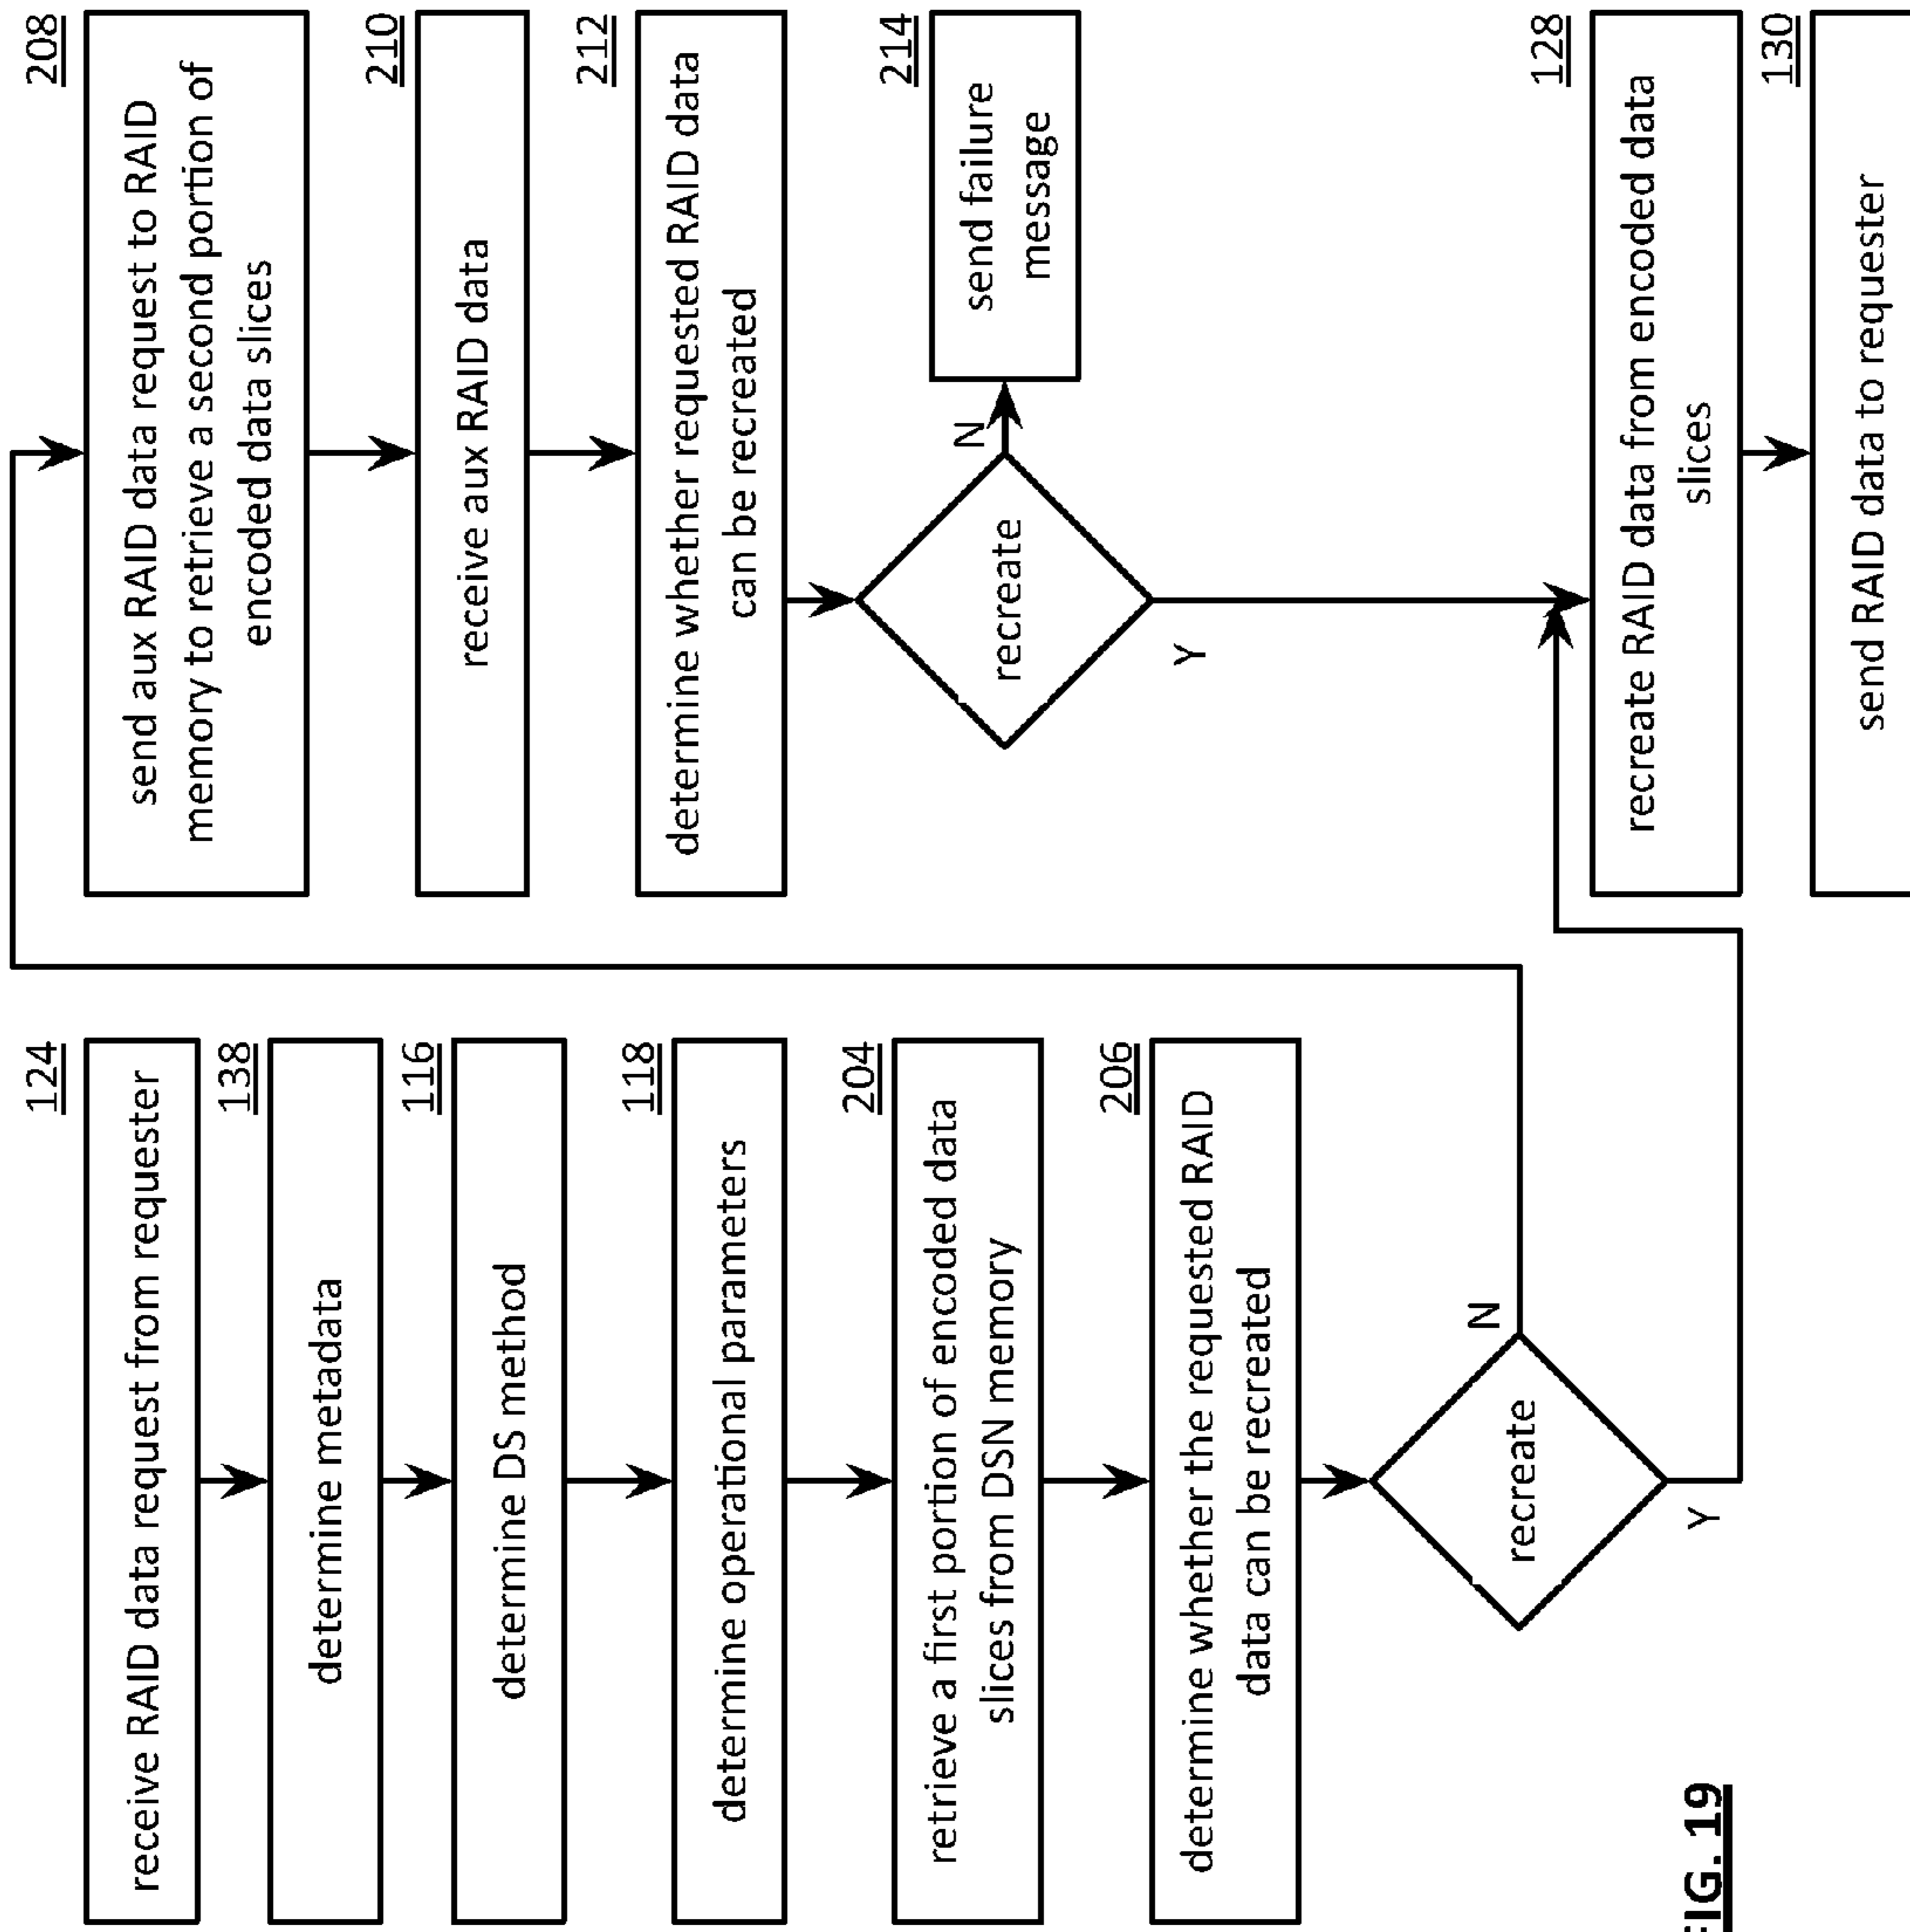 124
receive RAID data request from requester
138
determine metadata
116
determine DS method
118
determine operational parameters
204
retrieve a first portion of encoded data
slices from DSN memory
206
determine whether the requested RAID
data can be recreated
recreate
N
Y
208
send aux RAID data request to RAID
memory to retrieve a second portion of
encoded data slices
210
receive aux RAID data
212
determine whether requested RAID data
can be recreated
recreate
N
214
send failure
message
Y
128
recreate RAID data from encoded data
slices
130
send RAID data to requester
FIG. 19